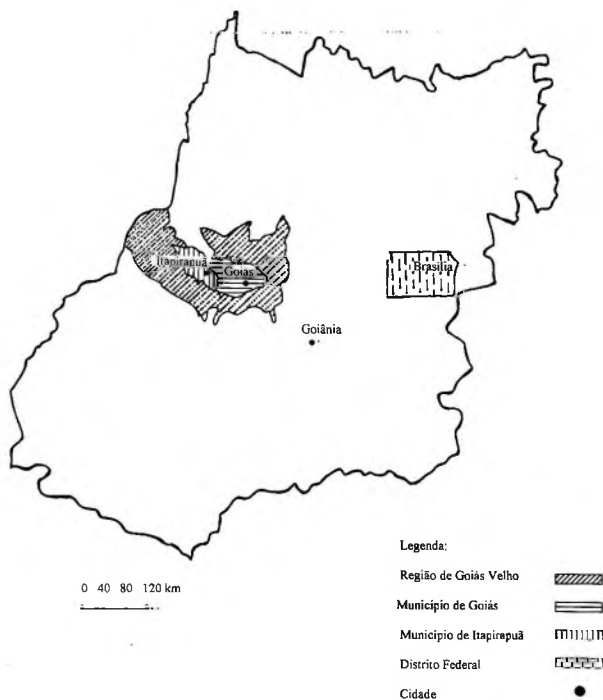 Itapirapuã
Goiás
Brasília
Goiânia
Legenda:
Região de Goiás Velho
Município de Goiás
Município de Itapirapuã
Distrito Federal
Cidade
0 40 80 120 km